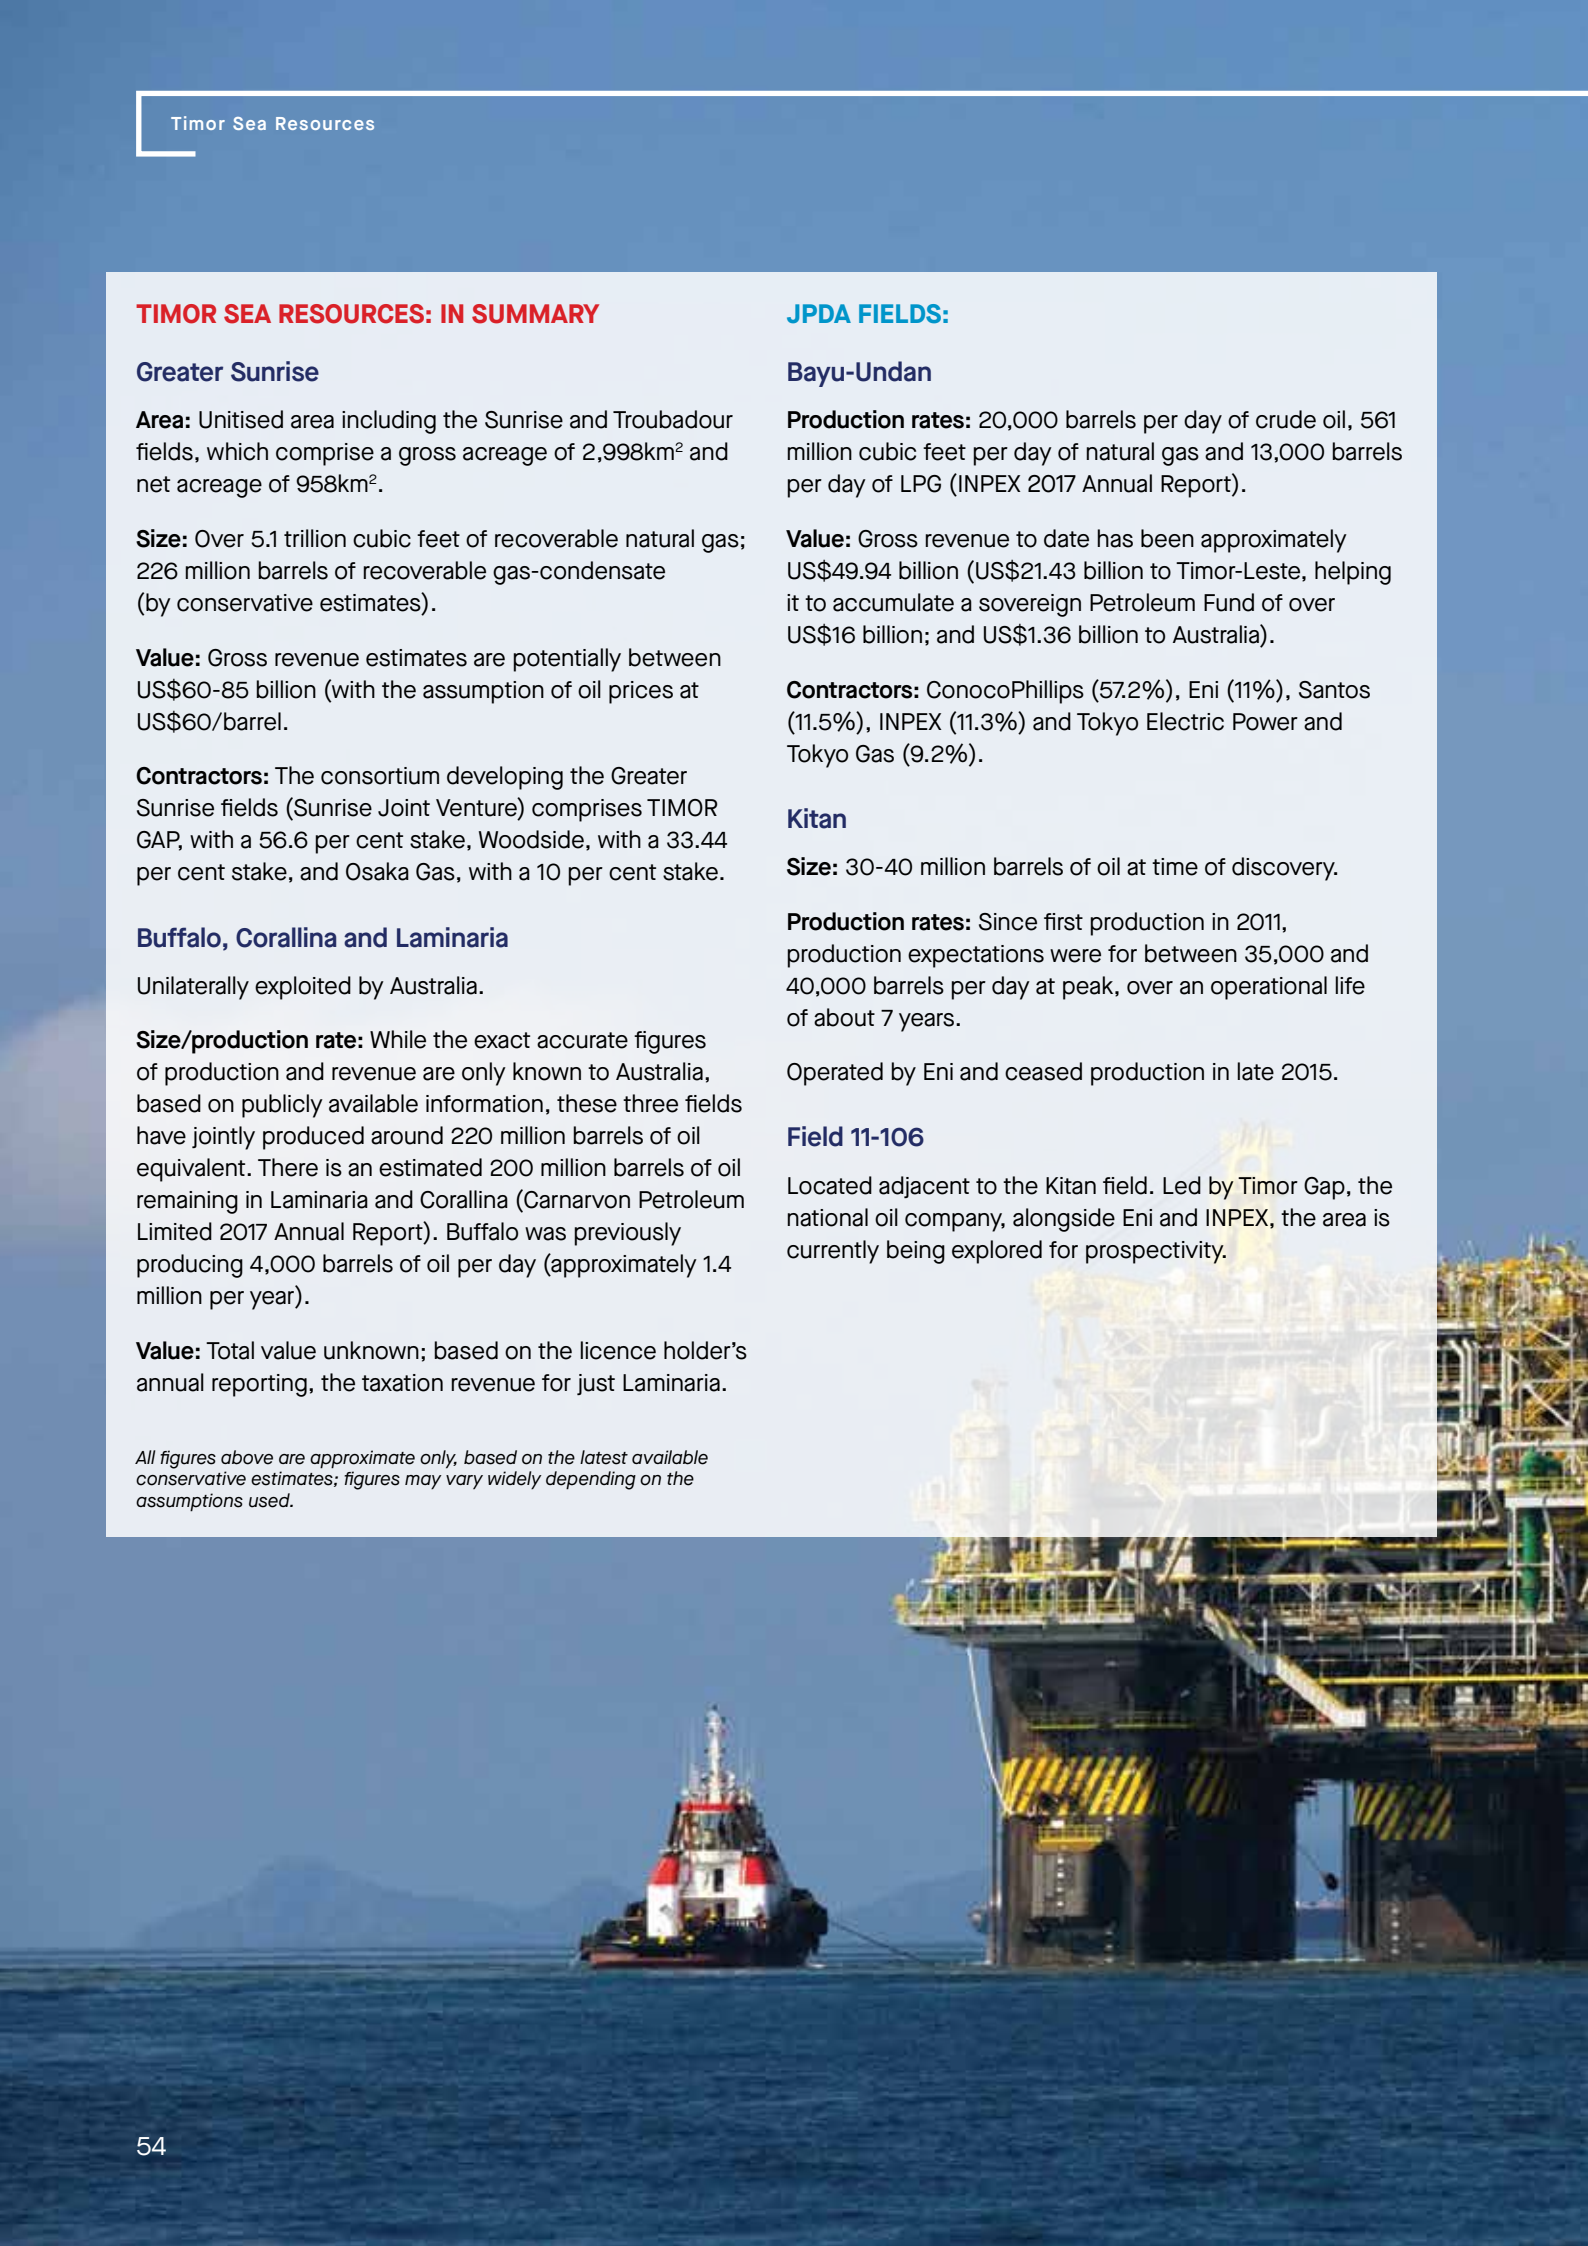 Timor Sea Resources
TIMOR SEA RESOURCES: IN SUMMARY
Greater Sunrise
Area: Unitised area including the Sunrise and Troubadour
fields, which comprise a gross acreage of 2,998km² and
net acreage of 958km².
Size: Over 5.1 trillion cubic feet of recoverable natural gas;
226 million barrels of recoverable gas-condensate
(by conservative estimates).
Value: Gross revenue estimates are potentially between
US$60-85 billion (with the assumption of oil prices at
US$60/barrel.
Contractors: The consortium developing the Greater
Sunrise fields (Sunrise Joint Venture) comprises TIMOR
GAP, with a 56.6 per cent stake, Woodside, with a 33.44
per cent stake, and Osaka Gas, with a 10 per cent stake.
Buffalo, Corallina and Laminaria
Unilaterally exploited by Australia.
Size/production rate: While the exact accurate figures
of production and revenue are only known to Australia,
based on publicly available information, these three fields
have jointly produced around 220 million barrels of oil
equivalent. There is an estimated 200 million barrels of oil
remaining in Laminaria and Corallina (Carnarvon Petroleum
Limited 2017 Annual Report). Buffalo was previously
producing 4,000 barrels of oil per day (approximately 1.4
million per year).
Value: Total value unknown; based on the licence holder’s
annual reporting, the taxation revenue for just Laminaria.
All figures above are approximate only, based on the latest available
conservative estimates; figures may vary widely depending on the
assumptions used.
JPDA FIELDS:
Bayu-Undan
Production rates: 20,000 barrels per day of crude oil, 561
million cubic feet per day of natural gas and 13,000 barrels
per day of LPG (INPEX 2017 Annual Report).
Value: Gross revenue to date has been approximately
US$49.94 billion (US$21.43 billion to Timor-Leste, helping
it to accumulate a sovereign Petroleum Fund of over
US$16 billion; and US$1.36 billion to Australia).
Contractors: ConocoPhillips (57.2%), Eni (11%), Santos
(11.5%), INPEX (11.3%) and Tokyo Electric Power and
Tokyo Gas (9.2%).
Kitan
Size: 30-40 million barrels of oil at time of discovery.
Production rates: Since first production in 2011,
production expectations were for between 35,000 and
40,000 barrels per day at peak, over an operational life
of about 7 years.
Operated by Eni and ceased production in late 2015.
Field 11-106
Located adjacent to the Kitan field. Led by Timor Gap, the
national oil company, alongside Eni and INPEX, the area is
currently being explored for prospectivity.
54